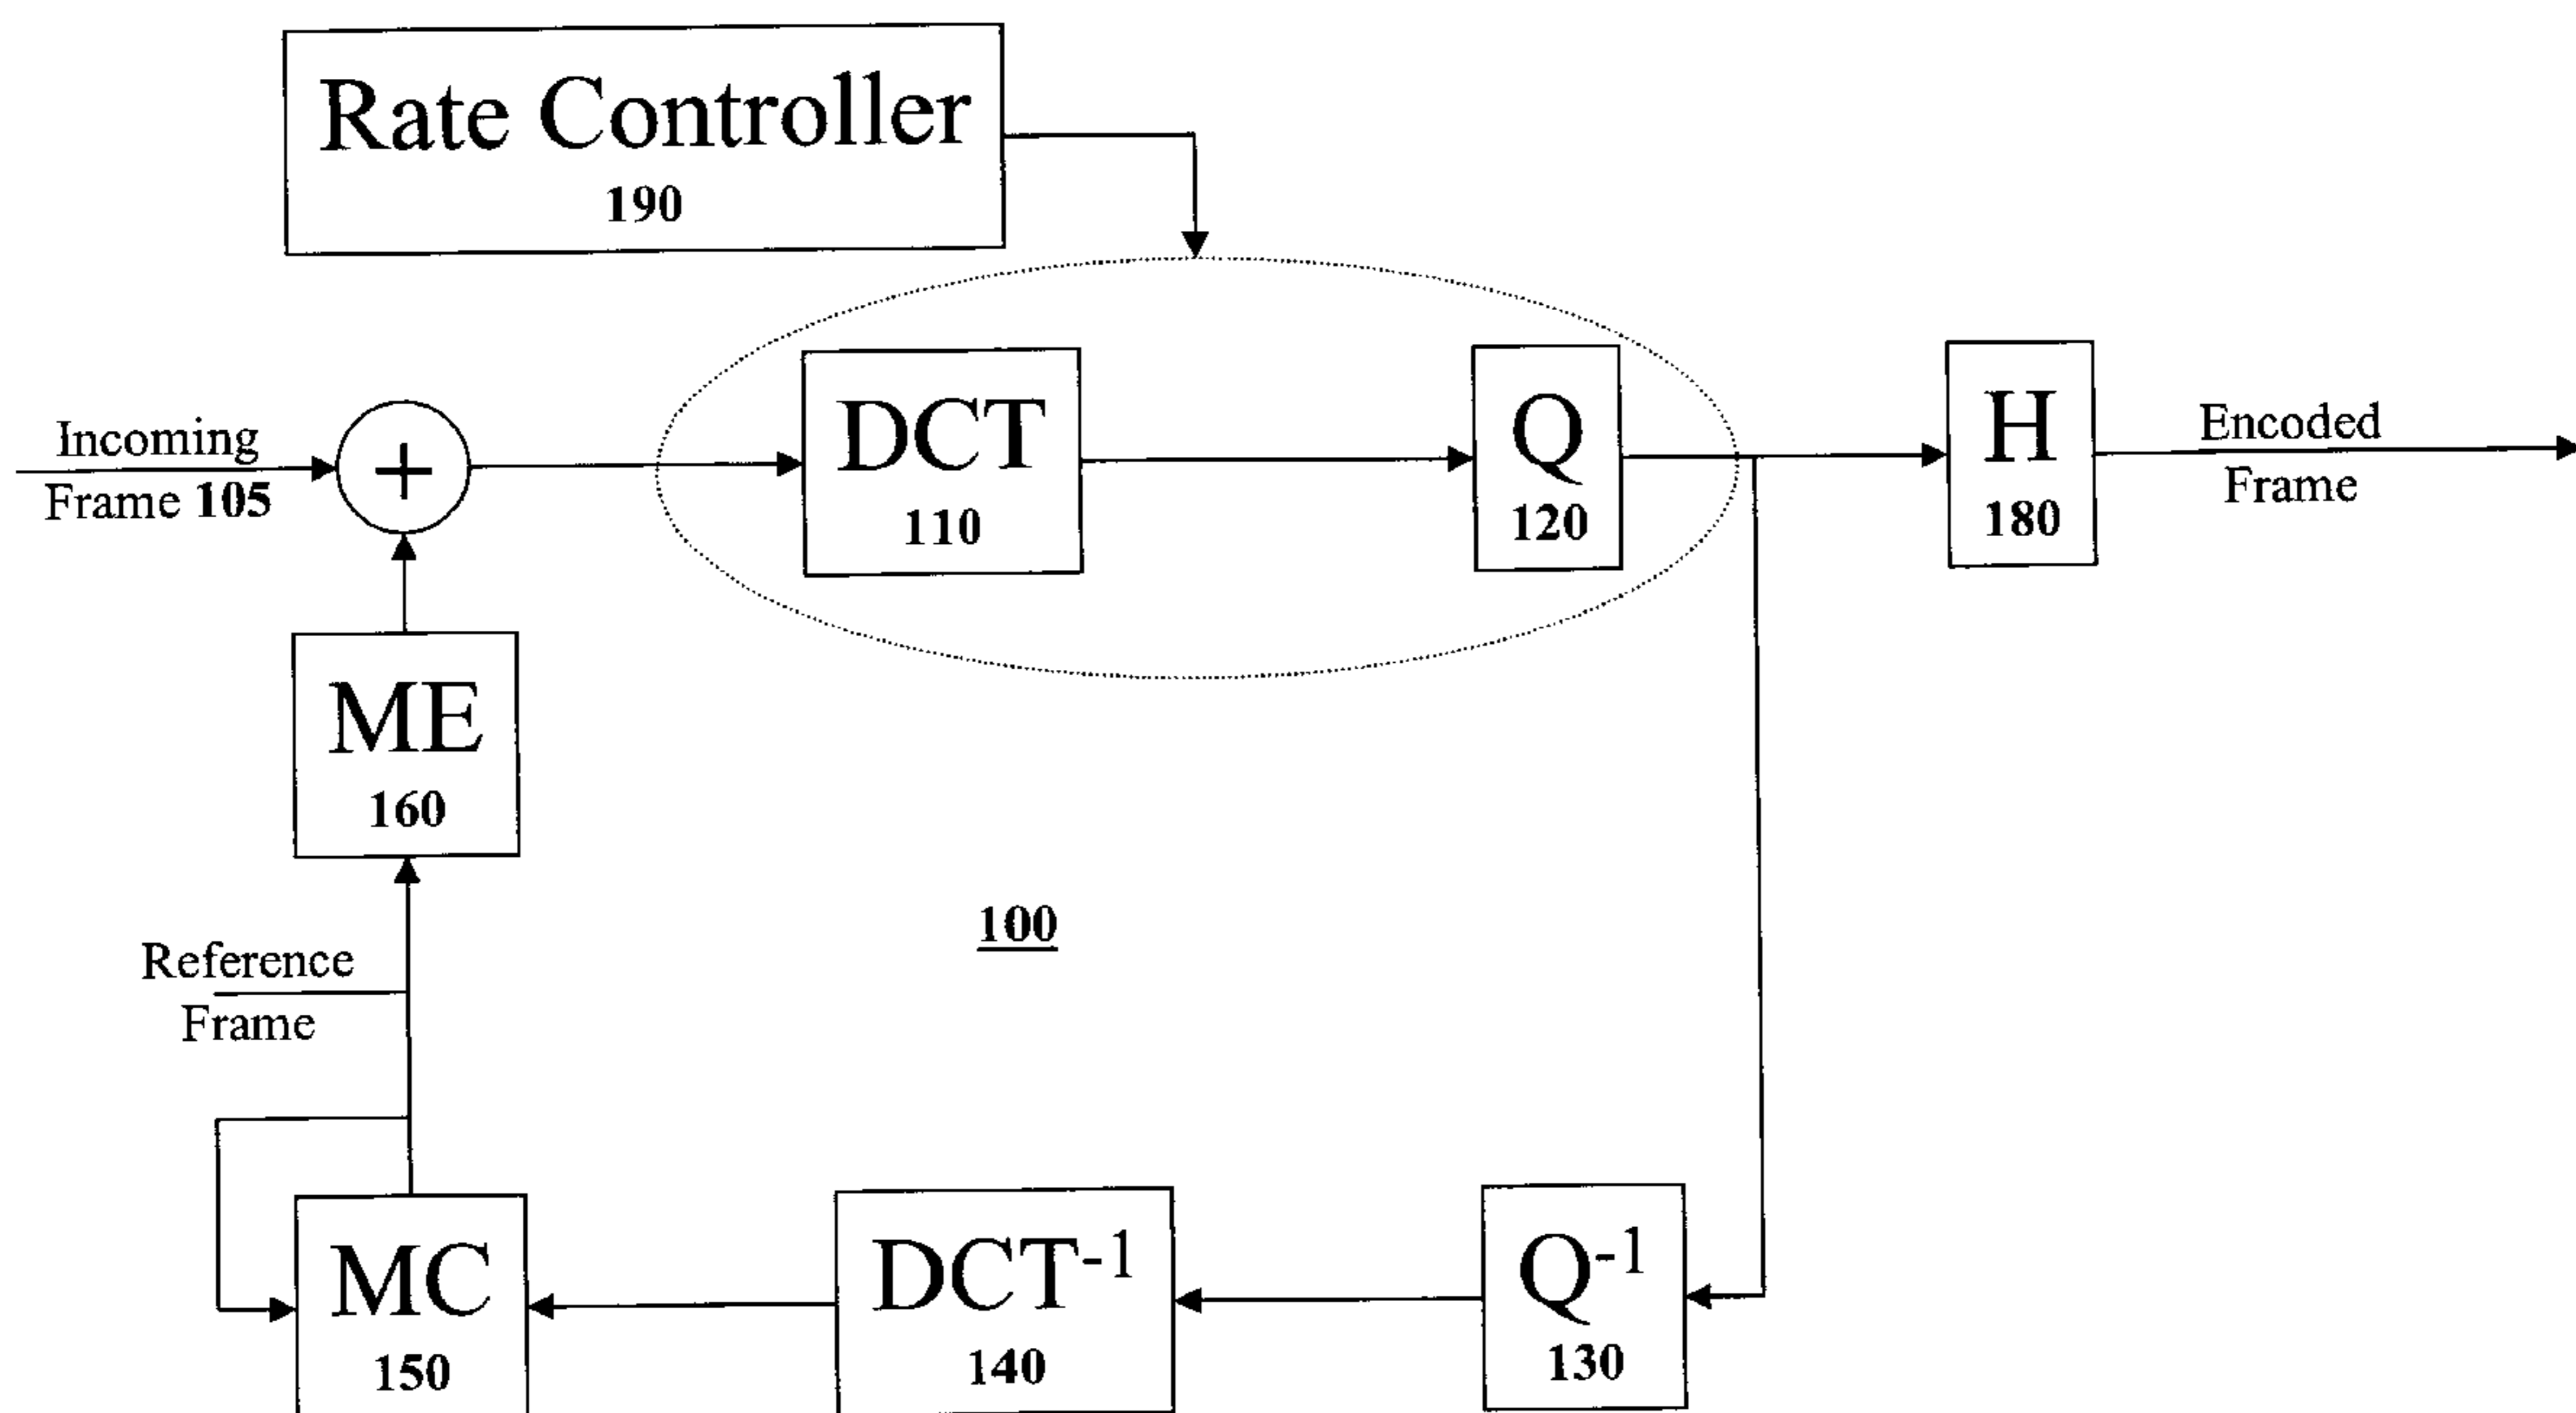 Rate Controller
190
Incoming
Frame 105
+
DCT
110
Q
120
H
180
Encoded
Frame
ME
160
100
Reference
Frame
MC
150
DCT-1
140
Q-1
130